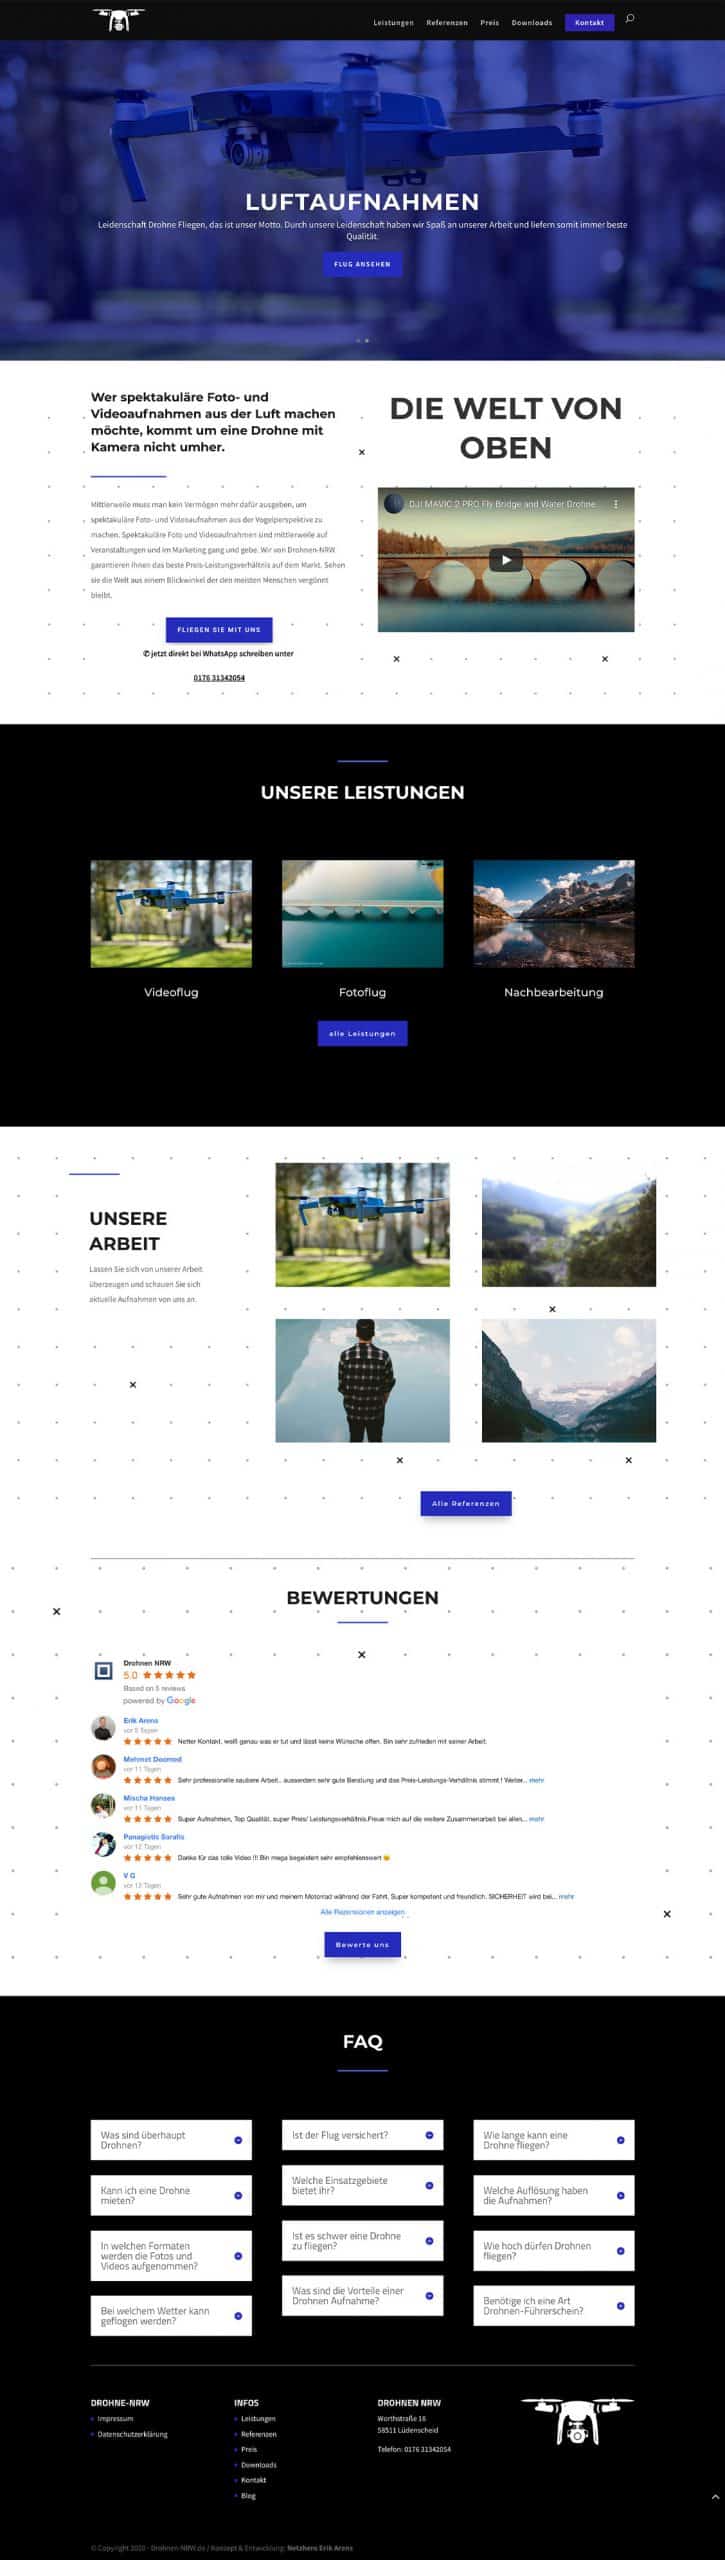 Leistungen Referenzen Preis Downloads Kontakt
LUFTAUFNAHMEN
Leidenschaft Drohne Fliegen, das ist unser Motto. Durch unsere Leidenschaft haben wir Spaß an unserer Arbeit und liefern somit immer beste
Qualität.
FLUG ANSEHEN
Wer spektakuläre Foto- und
Videoaufnahmen aus der Luft machen
möchte, kommt um eine Drohne mit
Kamera nicht umher.
Mittlerweile muss man kein Vermögen mehr dafür ausgeben, um
spektakuläre Foto- und Videoaufnahmen aus der Vogelperspektive zu
machen. Spektakuläre Foto und Videoaufnahmen sind mittlerweile auf
Veranstaltungen und im Marketing gang und gebe. Wir von Drohnen-NRW
garantieren Ihnen das beste Preis-Leistungsverhältnis auf dem Markt. Sehen
sie die Welt aus einem Blickwinkel der den meisten Menschen vergönnt
bleibt.
FLIEGEN SIE MIT UNS
✆ jetzt direkt bei WhatsApp schreiben unter
0176 31342054
DIE WELT VON
OBEN
DJI MAVIC 2 PRO Fly Bridge and Water Drohne
UNSERE LEISTUNGEN
Videoflug
Fotoflug
Nachbearbeitung
alle Leistungen
UNSERE
ARBEIT
Lassen Sie sich von unserer Arbeit
überzeugen und schauen Sie sich
aktuelle Aufnahmen von uns an.
Alle Referenzen
BEWERTUNGEN
Drohnen NRW
5.0
Based on 5 reviews
powered by Google
Erik Arens
vor 5 Tagen
Netter Kontakt, weiß genau was er tut und lässt keine Wünsche offen. Bin sehr zufrieden mit seiner Arbeit.
Mehmet Doomed
vor 11 Tagen
Sehr professionelle saubere Arbeit.. ausserdem sehr gute Beratung und das Preis-Leistungs-Verhältnis stimmt ! Weiter... mehr
Mischa Hansea
vor 11 Tagen
Super Aufnahmen, Top Qualität, super Preis/ Leistungsverhältnis.Freue mich auf die weitere Zusammenarbeit bei allen... mehr
Panagiotis Saralis
vor 12 Tagen
Danke für das tolle Video !!! Bin mega begeistert sehr empfehlenswert 😉
V G
vor 12 Tagen
Sehr gute Aufnahmen von mir und meinem Motorrad während der Fahrt. Super kompetent und freundlich. SICHERHEIT wird bei... mehr
Alle Rezensionen anzeigen
Bewerte uns
FAQ
Was sind überhaupt
Drohnen?
Kann ich eine Drohne
mieten?
In welchen Formaten
werden die Fotos und
Videos aufgenommen?
Bei welchem Wetter kann
geflogen werden?
Ist der Flug versichert?
Welche Einsatzgebiete
bietet ihr?
Ist es schwer eine Drohne
zu fliegen?
Was sind die Vorteile einer
Drohnen Aufnahme?
Wie lange kann eine
Drohne fliegen?
Welche Auflösung haben
die Aufnahmen?
Wie hoch dürfen Drohnen
fliegen?
Benötige ich eine Art
Drohnen-Führerschein?
DROHNE-NRW
Impressum
Datenschutzerklärung
INFOS
Leistungen
Referenzen
Preis
Downloads
Kontakt
Blog
DROHNEN NRW
Worthstraße 16
58511 Lüdenscheid
Telefon: 0176 31342054
© Copyright 2020 - Drohnen-NRW.de / Konzept & Entwicklung: Netzhero Erik Arens